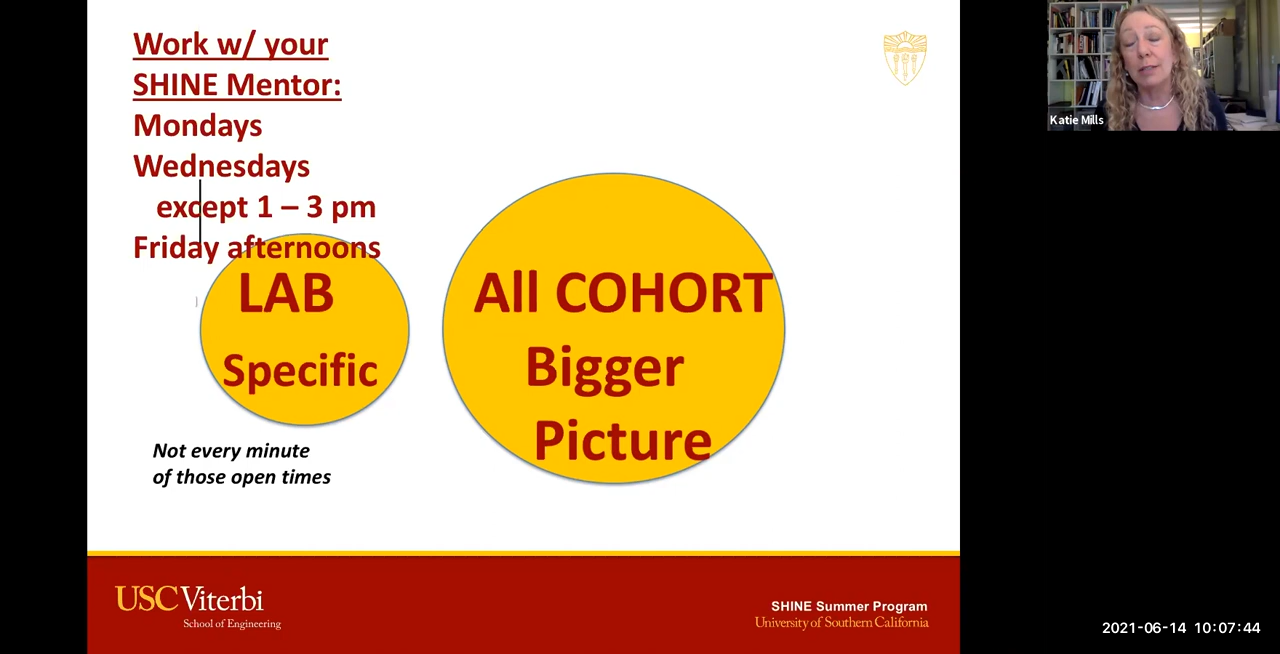 Work w/ your
SHINE Mentor:
Mondays
Wednesdays
except 1 – 3 pm
Friday afternoons
LAB
Specific
Not every minute
of those open times
All COHORT
Bigger
Picture
USC Viterbi
School of Engineering
SHINE Summer Program
University of Southern California
Katie Mills
2021-06-14 10:07:44